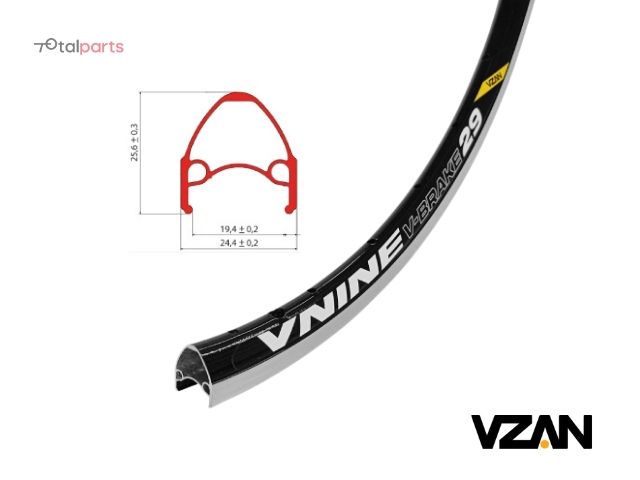 Totalparts
25,6 ± 0,3
19,4 ± 0,2
24,4 ± 0,2
VNINE V-BRAKE 29
VZAN
VZAN